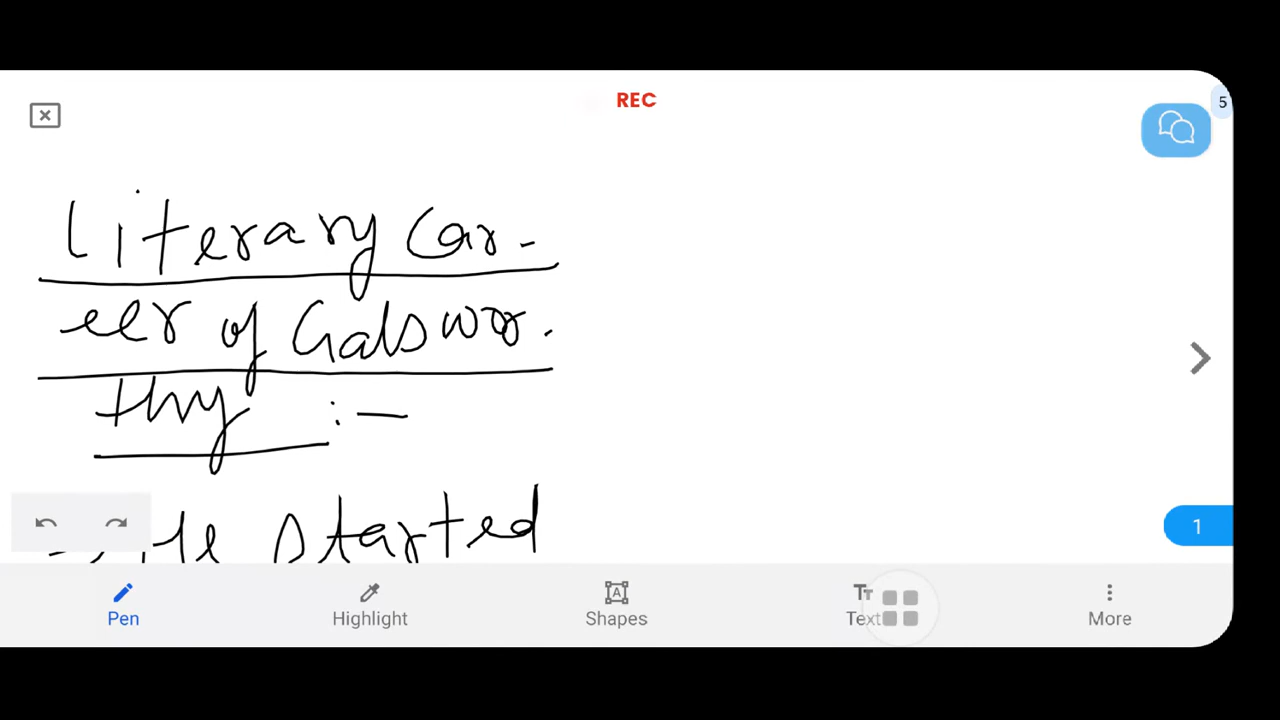 REC
5
Literary Car-
eer of Galswor-
thy :-
→ He started
1
Pen
Highlight
Shapes
Text
More